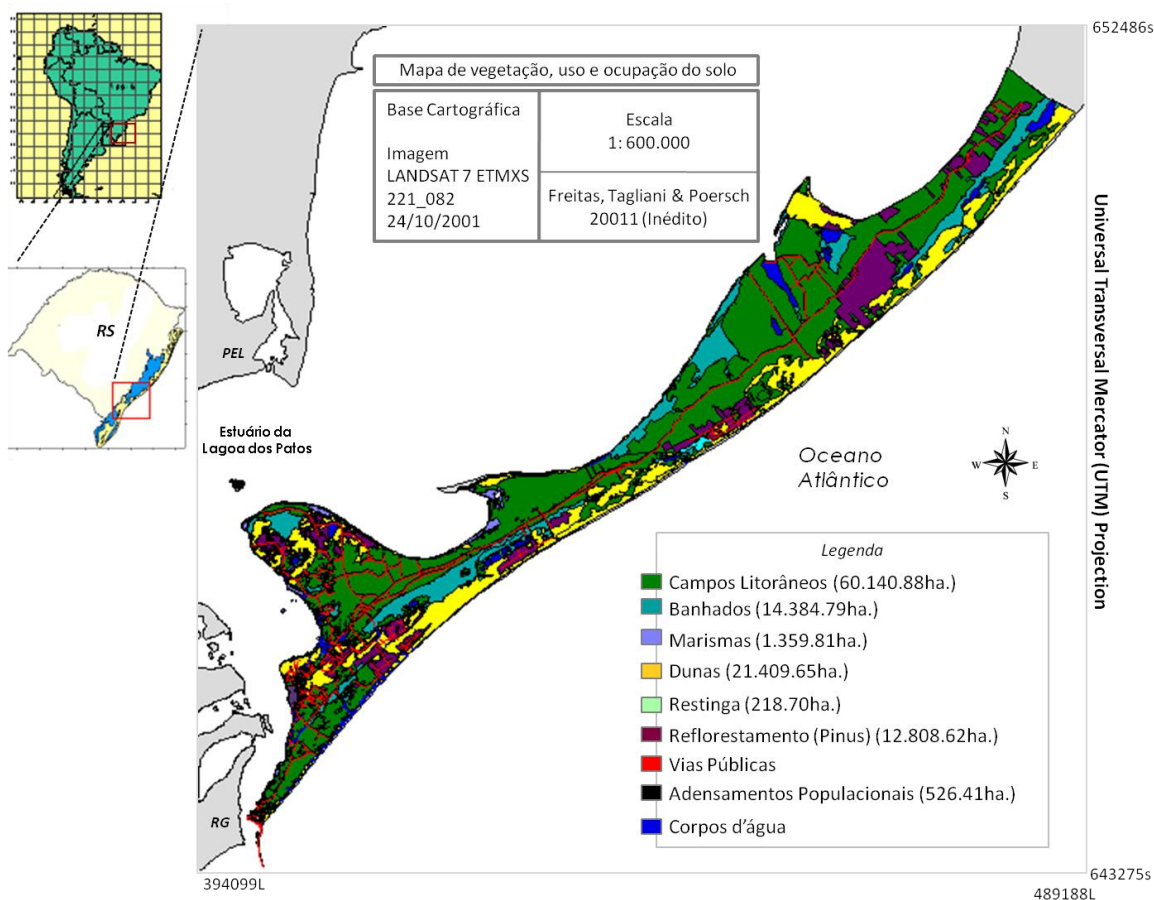 652486s
Mapa de vegetação, uso e ocupação do solo
Base Cartográfica
Imagem
LANDSAT 7 ETMXS
221_082
24/10/2001
Escala
1: 600.000
Freitas, Tagliani & Poersch
20011 (Inédito)
RS
PEL
Estuário da
Lagoa dos Patos
Oceano
Atlântico
N
W
E
S
Universal Transversal Mercator (UTM) Projection
Legenda
Campos Litorâneos (60.140.88ha.)
Banhados (14.384.79ha.)
Marismas (1.359.81ha.)
Dunas (21.409.65ha.)
Restinga (218.70ha.)
Reflorestamento (Pinus) (12.808.62ha.)
Vias Públicas
Adensamentos Populacionais (526.41ha.)
Corpos d'água
RG
394099L
643275s
489188L